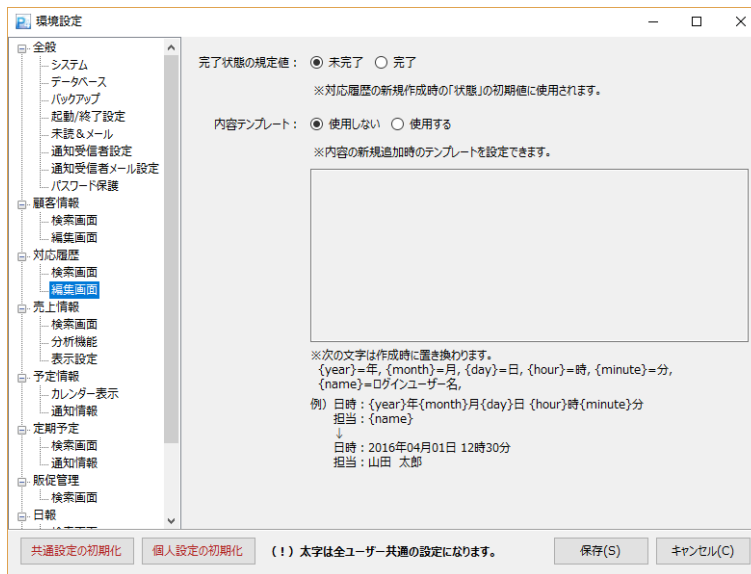 環境設定
全般
システム
データベース
バックアップ
起動/終了設定
未読&メール
通知受信者設定
通知受信者メール設定
パスワード保護
顧客情報
検索画面
編集画面
対応履歴
検索画面
編集画面
売上情報
検索画面
分析機能
表示設定
予定情報
カレンダー表示
通知情報
定期予定
検索画面
通知情報
販促管理
検索画面
日報
完了状態の規定値： 未完了 完了
※対応履歴の新規作成時の「状態」の初期値に使用されます。
内容テンプレート： 使用しない 使用する
※内容の新規追加時のテンプレートを設定できます。
※次の文字は作成時に置き換わります。
{year}=年, {month}=月, {day}=日, {hour}=時, {minute}=分,
{name}=ログインユーザー名,
例）日時：{year}年{month}月{day}日 {hour}時{minute}分
担当：{name}
↓
日時：2016年04月01日 12時30分
担当：山田 太郎
共通設定の初期化 個人設定の初期化 （！）太字は全ユーザー共通の設定になります。 保存(S) キャンセル(C)